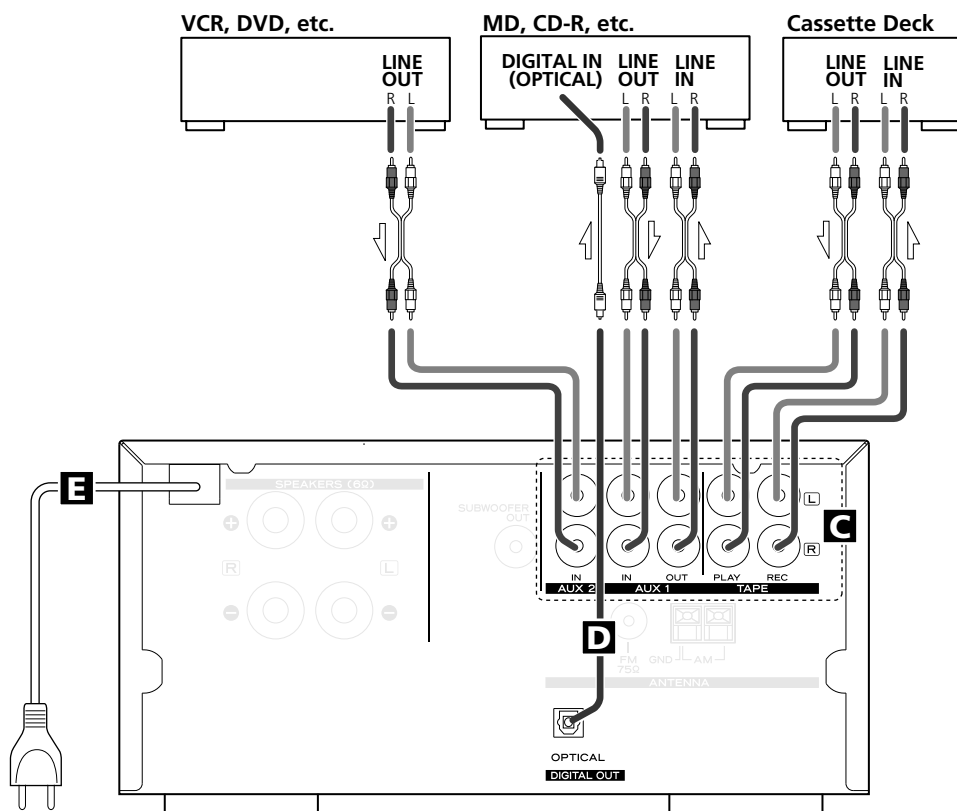 VCR, DVD, etc.
MD, CD-R, etc.
Cassette Deck
LINE OUT
R L
DIGITAL IN (OPTICAL)
LINE OUT
L R
LINE IN
L R
LINE OUT
L R
LINE IN
L R
E
SPEAKERS (6Ω)
+
+
R
L
−
−
SUBWOOFER OUT
L
R
C
IN
IN
OUT
PLAY
REC
AUX 2
AUX 1
TAPE
D
FM 75Ω
GND
AM
ANTENNA
OPTICAL
DIGITAL OUT